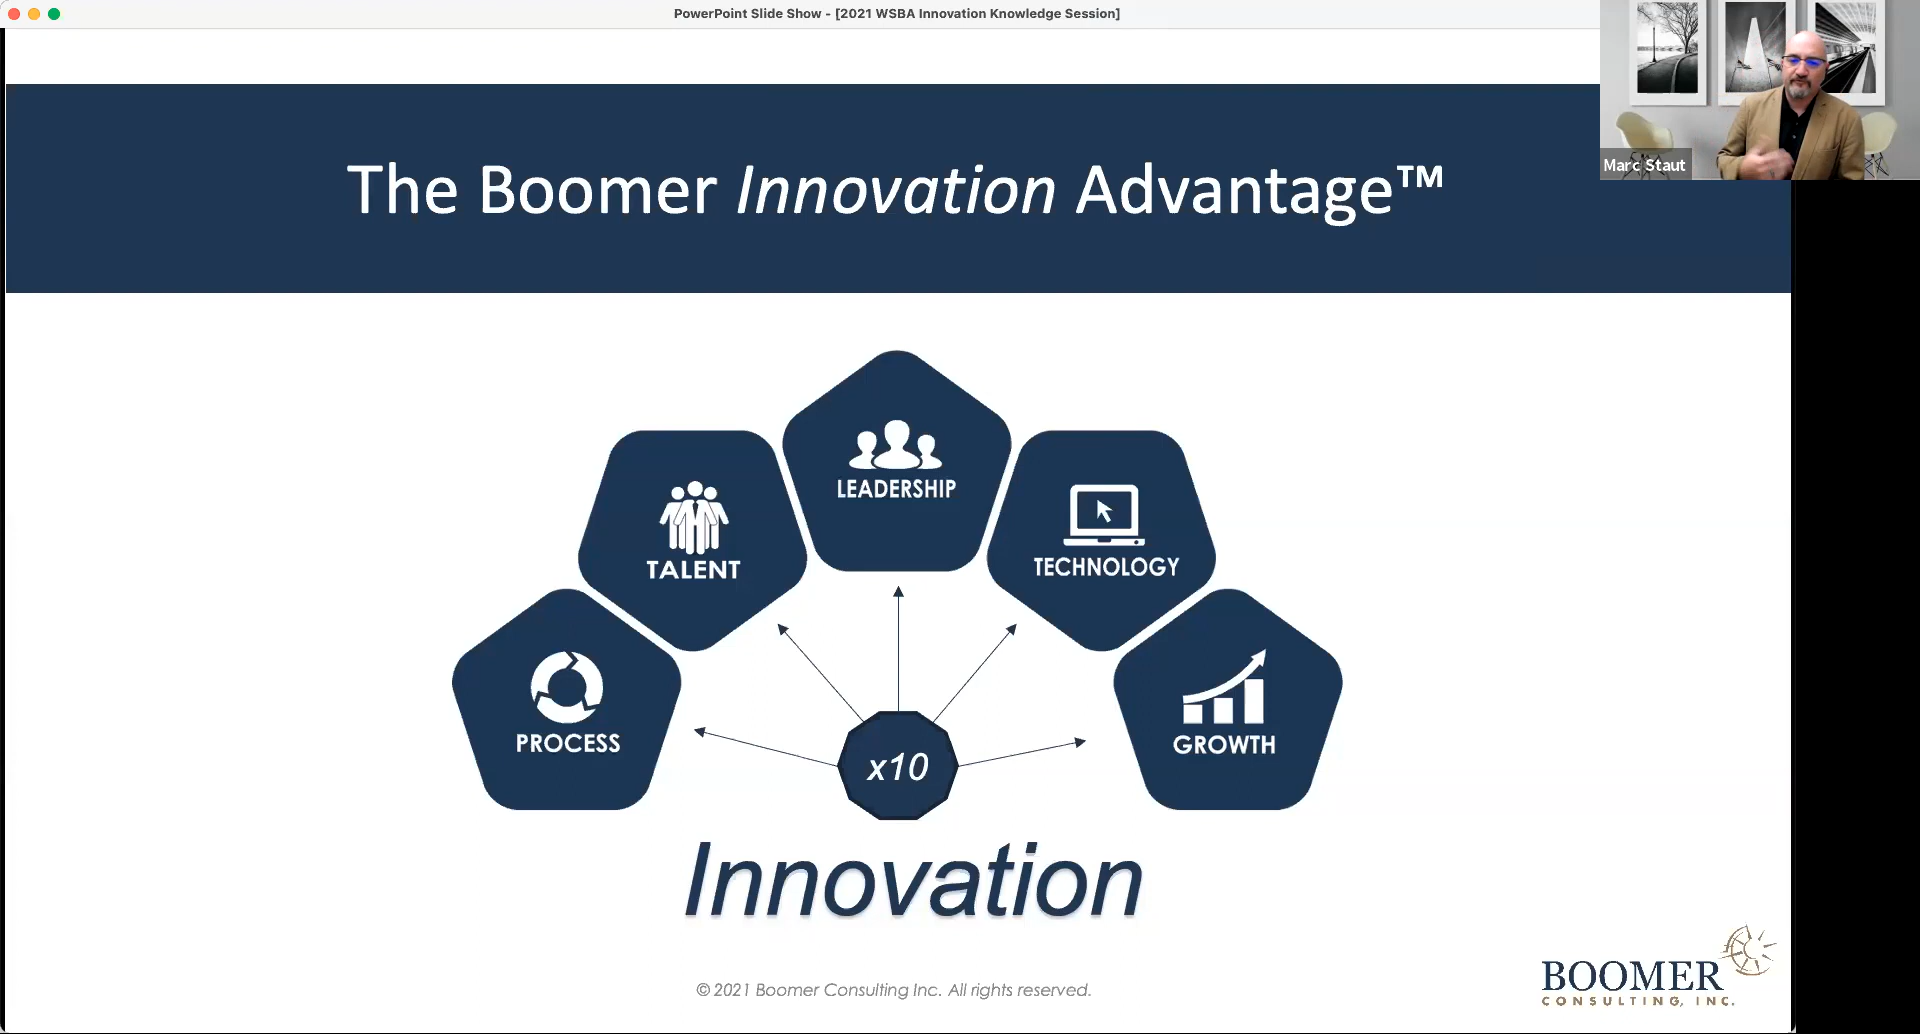 PowerPoint Slide Show - [2021 WSBA Innovation Knowledge Session]
Marc Staut
The Boomer Innovation Advantage™
LEADERSHIP
TALENT
TECHNOLOGY
PROCESS
GROWTH
x10
Innovation
© 2021 Boomer Consulting Inc. All rights reserved.
BOOMER
CONSULTING, INC.